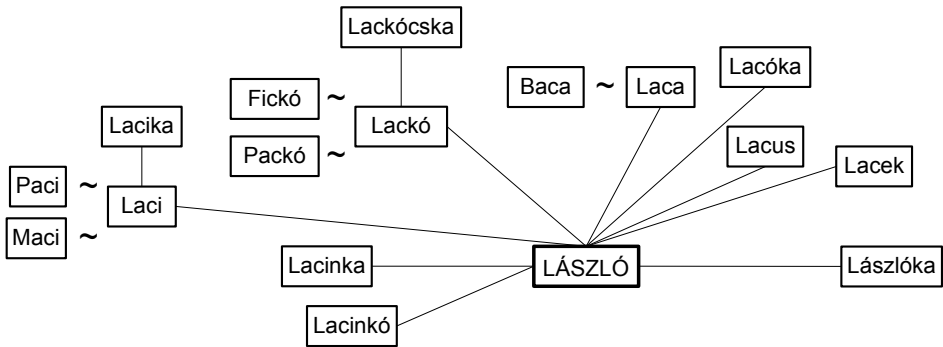 Lackócska
Fickó ~
Baca ~ Laca
Lacóka
Lackó
Lacika
Packó ~
Lacus
Lacek
Paci ~
Laci
Maci ~
Lacinka
LÁSZLÓ
Lászlóka
Lacinkó